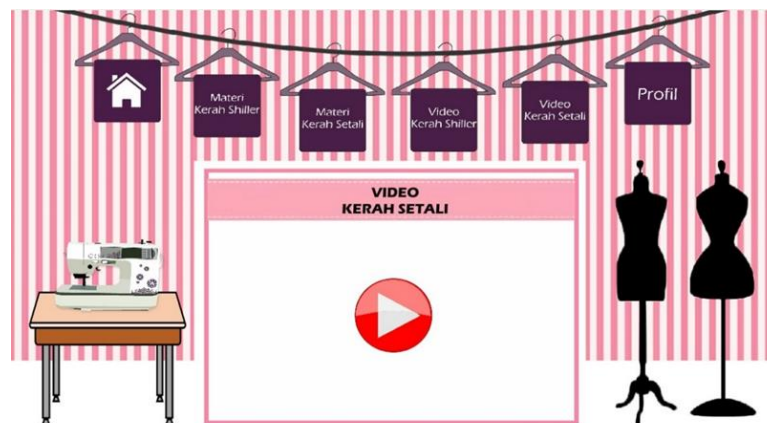 Materi
Kerah Shiller
Materi
Kerah Setali
Video
Kerah Shiller
Video
Kerah Setali
Profil
VIDEO
KERAH SETALI